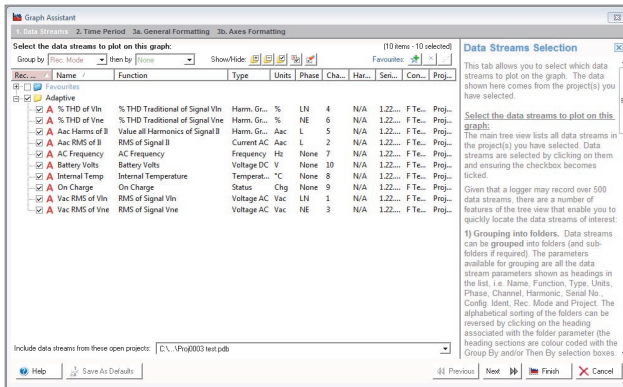 Graph Assistant
1. Data Streams 2. Time Period 3a. General Formatting 3b. Axes Formatting
Select the data streams to plot on this graph: (10 items - 10 selected)
Group by Rec. Mode then by None Show/Hide: Favourites:
Rec. ... Name / Function Type Units Phase Cha... Har... Seri... Con... Proj...
Favourites
Adaptive
A % THD of Vln % THD Traditional of Signal Vln Harm. Gr... % LN 4 N/A 1.22.... F Te... Proj...
A % THD of Vne % THD Traditional of Signal Vne Harm. Gr... % NE 6 N/A 1.22.... F Te... Proj...
A Aac Harms of Il Value all Harmonics of Signal Il Harm. Gr... Aac L 5 N/A 1.22.... F Te... Proj...
A Aac RMS of Il RMS of Signal Il Current AC Aac L 2 N/A 1.22.... F Te... Proj...
A AC Frequency AC Frequency Frequency Hz None 7 N/A 1.22.... F Te... Proj...
A Battery Volts Battery Volts Voltage DC V None 10 N/A 1.22.... F Te... Proj...
A Internal Temp Internal Temperature Temperat... °C None 8 N/A 1.22.... F Te... Proj...
A On Charge On Charge Status Chg None 9 N/A 1.22.... F Te... Proj...
A Vac RMS of Vln RMS of Signal Vln Voltage AC Vac LN 1 N/A 1.22.... F Te... Proj...
A Vac RMS of Vne RMS of Signal Vne Voltage AC Vac NE 3 N/A 1.22.... F Te... Proj...
Include data streams from these open projects: C:\...\Proj0003 test.pdb
Help Save As Defaults Previous Next Finish Cancel
Data Streams Selection
This tab allows you to select which data
streams to plot on the graph. The data
shown here comes from the project(s) you
have selected.
Select the data streams to plot on this
graph:
The main tree view lists all data streams in
the project(s) you have selected. Data
streams are selected by clicking on them
and ensuring the checkbox becomes
ticked.
Given that a logger may record over 500
data streams, there are a number of
features of the tree view that enable you to
quickly locate the data streams of interest:
1) Grouping into folders. Data streams
can be grouped into folders (and sub-
folders if required). The parameters
available for grouping are all the data
stream parameters shown as headings in
the list, i.e. Name, Function, Type, Units,
Phase, Channel, Harmonic, Serial No.,
Config. Ident, Rec. Mode and Project. The
alphabetical sorting of the folders can be
reversed by clicking on the heading
associated with the folder parameter (the
heading sections are colour coded with the
Group By and/or Then By selection boxes.